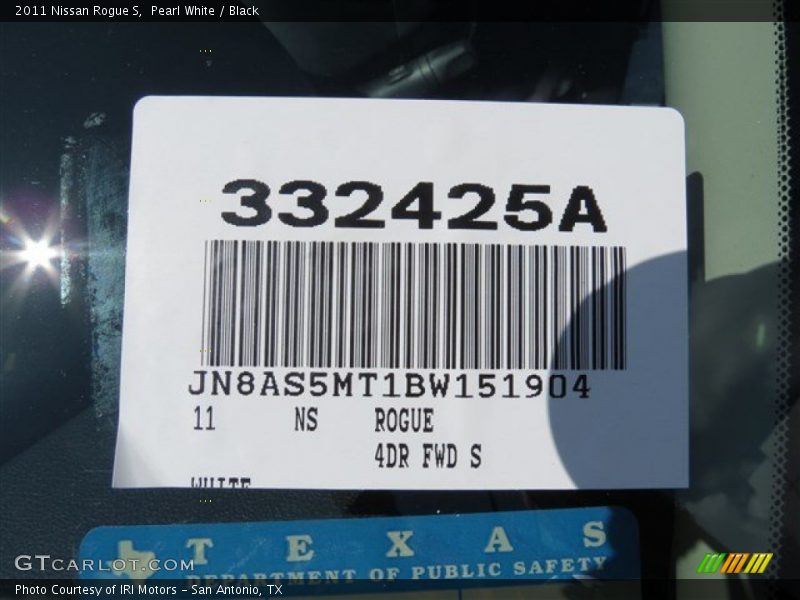 2011 Nissan Rogue S,  Pearl White / Black
332425A
JN8AS5MT1BW151904
11 NS ROGUE
4DR FWD S
WHITE
TEXAS
DEPARTMENT OF PUBLIC SAFETY
GTCARLOT.COM
Photo Courtesy of IRI Motors – San Antonio, TX